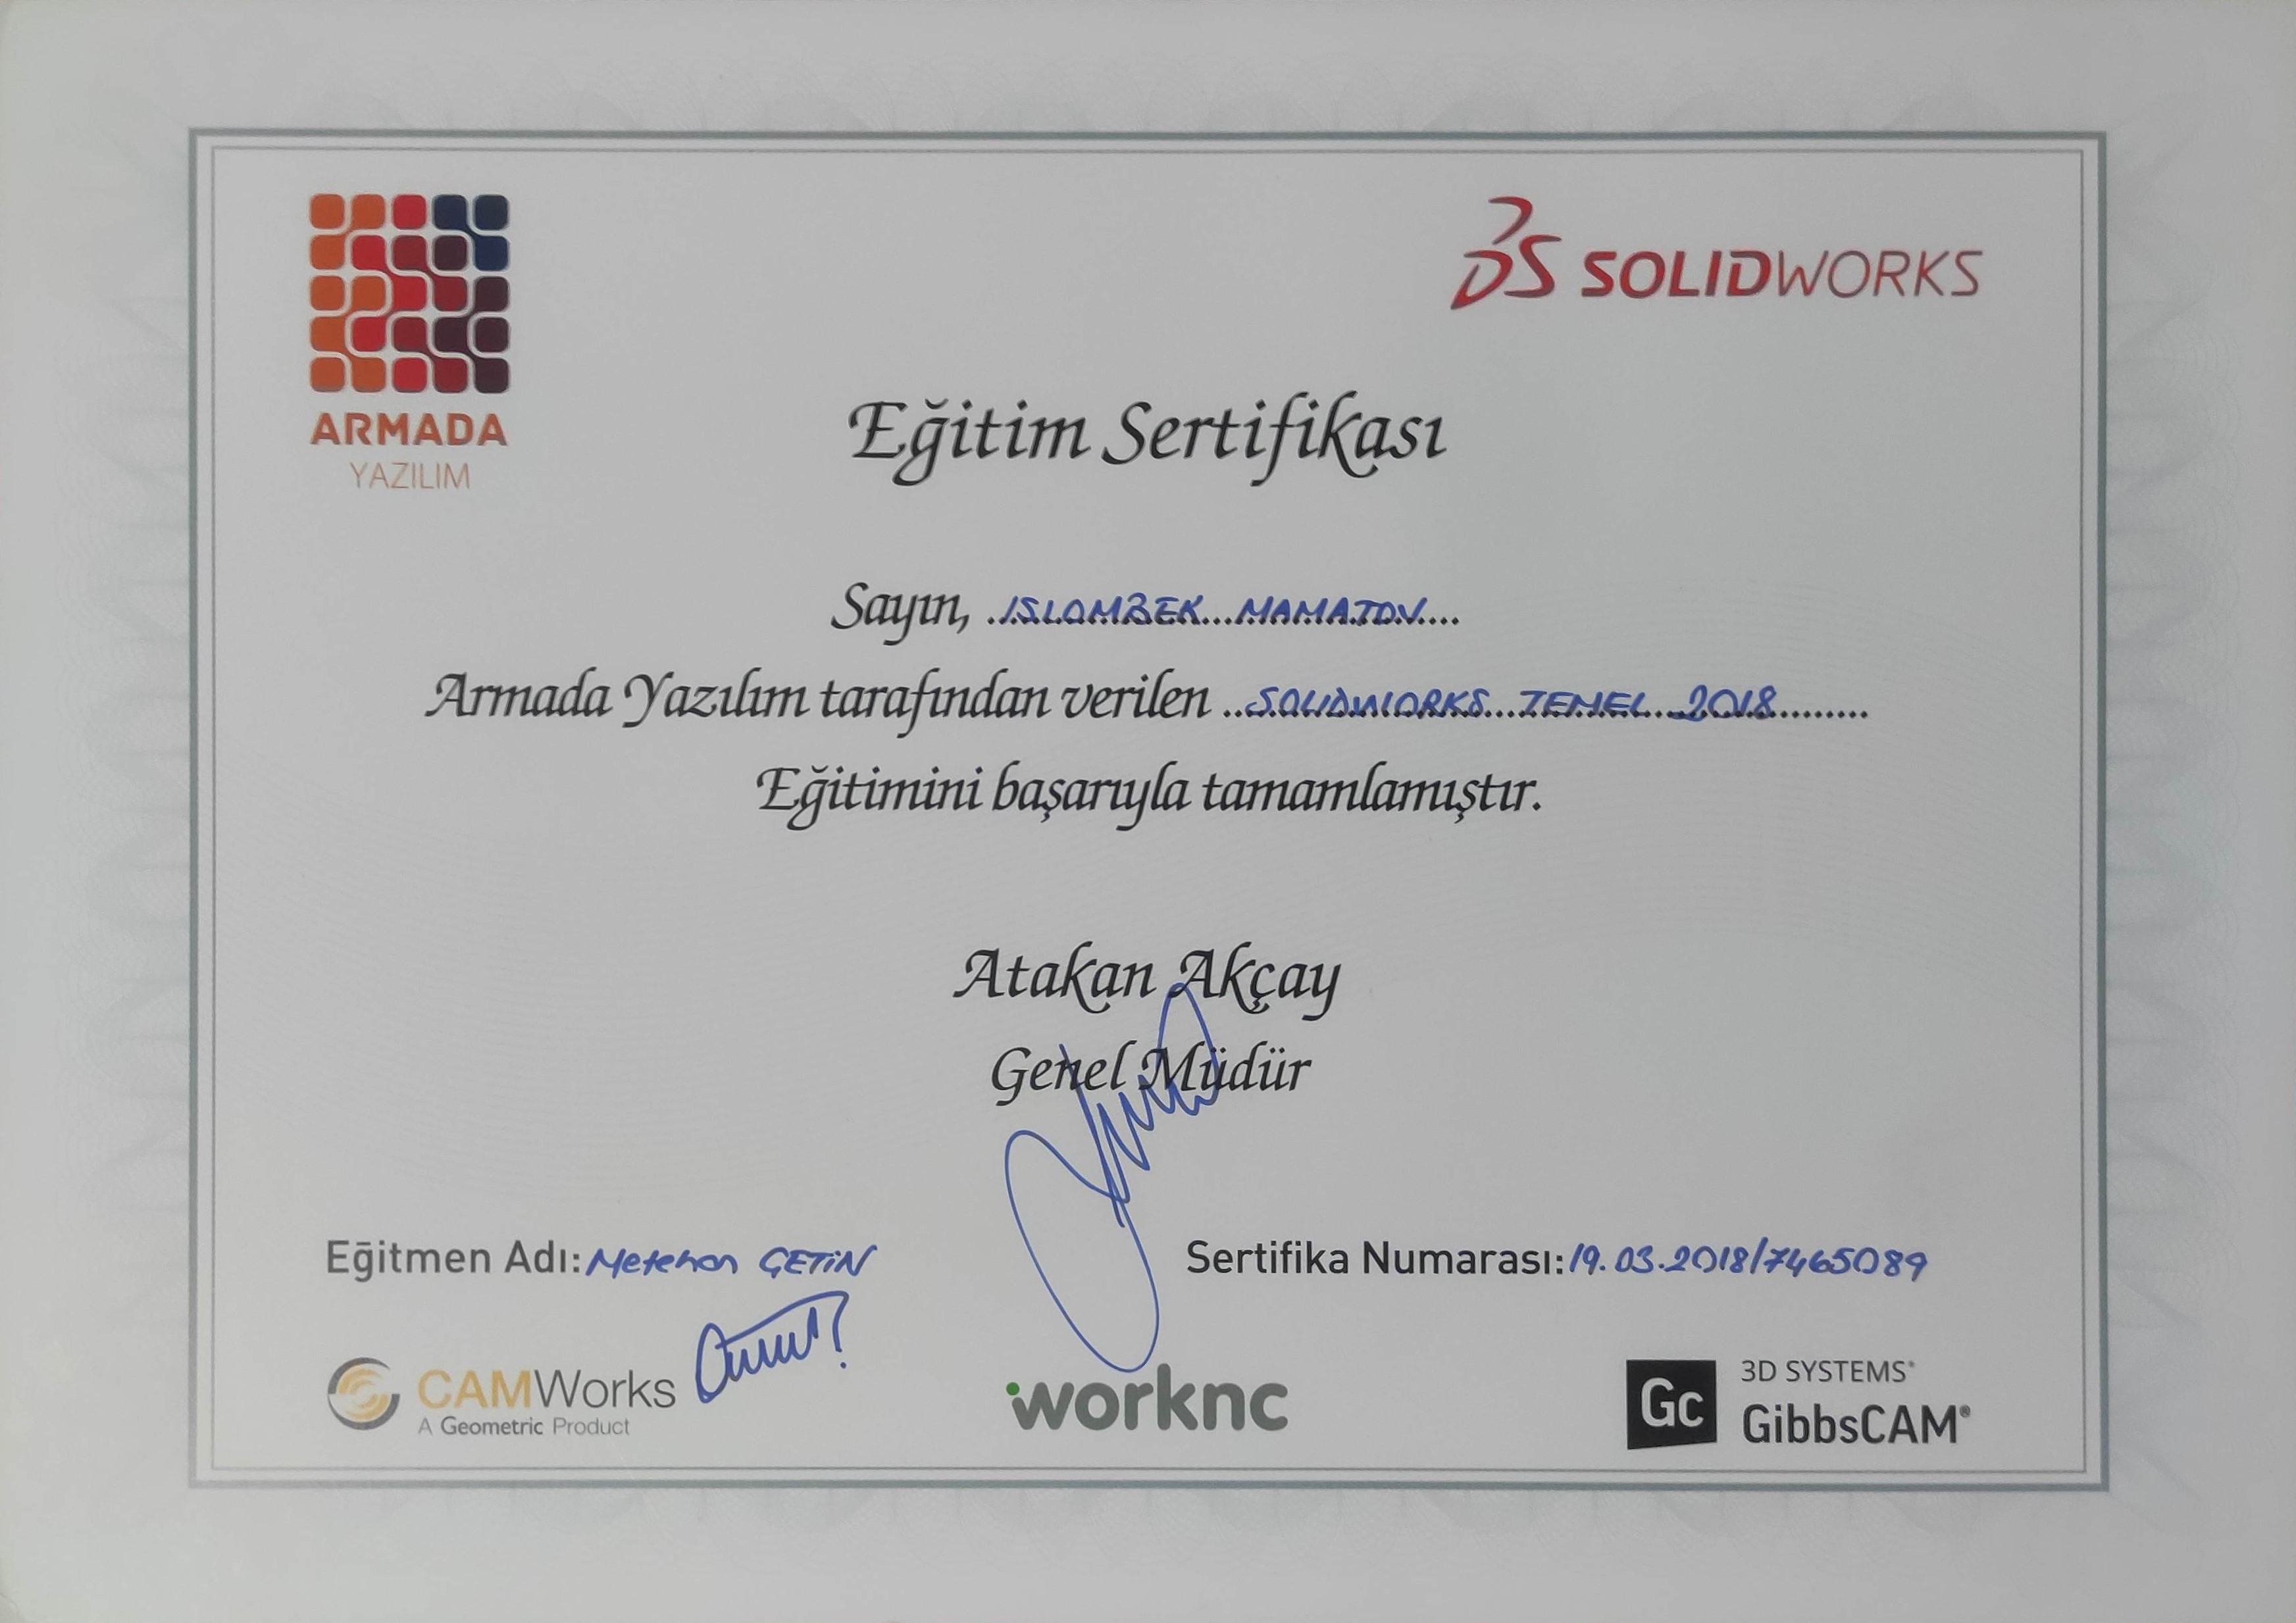 ARMADA
YAZILIM
3DS SOLIDWORKS
Eğitim Sertifikası
Sayın, ISLOMBEK MAMATOV
Armada Yazılım tarafından verilen SOLIDWORKS TEMEL 2018
Eğitimini başarıyla tamamlamıştır.
Atakan Akçay
Genel Müdür
Eğitmen Adı: Metehan ÇETİN
Sertifika Numarası: 19.03.2018/7465089
CAMWorks
A Geometric Product
worknc
Gc
3D SYSTEMS®
GibbsCAM®